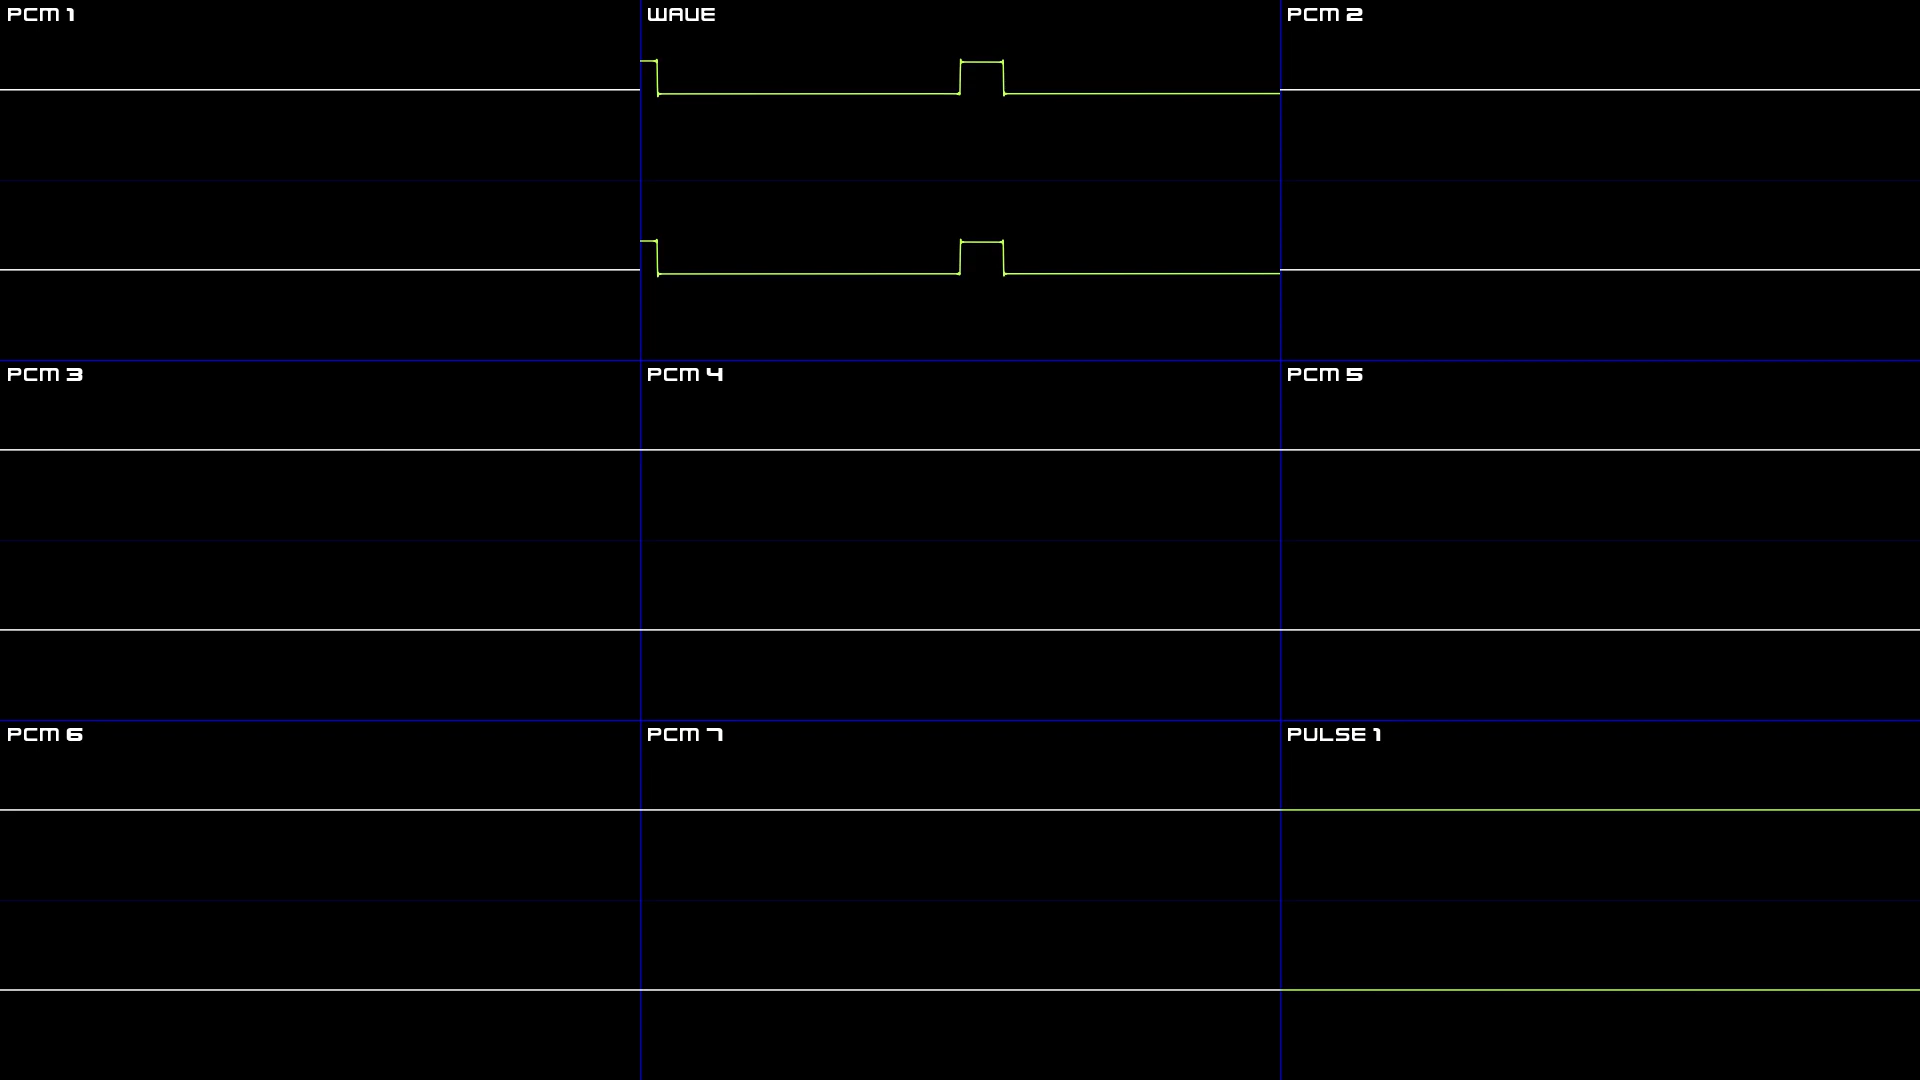 PCM 1
WAVE
PCM 2
PCM 3
PCM 4
PCM 5
PCM 6
PCM 7
PULSE 1